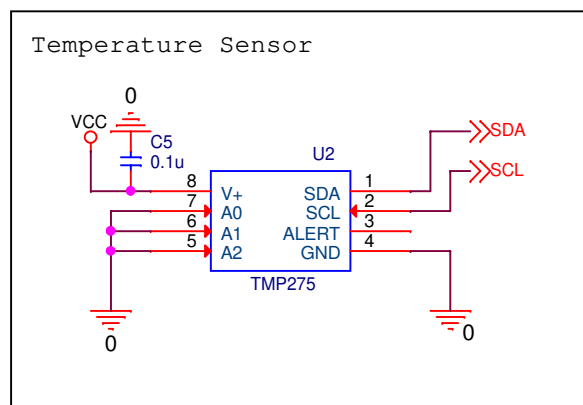 Temperature Sensor
0
VCC
C5
0.1u
U2
SDA
SCL
8 V+ SDA 1
7 A0 SCL 2
6 A1 ALERT 3
5 A2 GND 4
TMP275
0
0